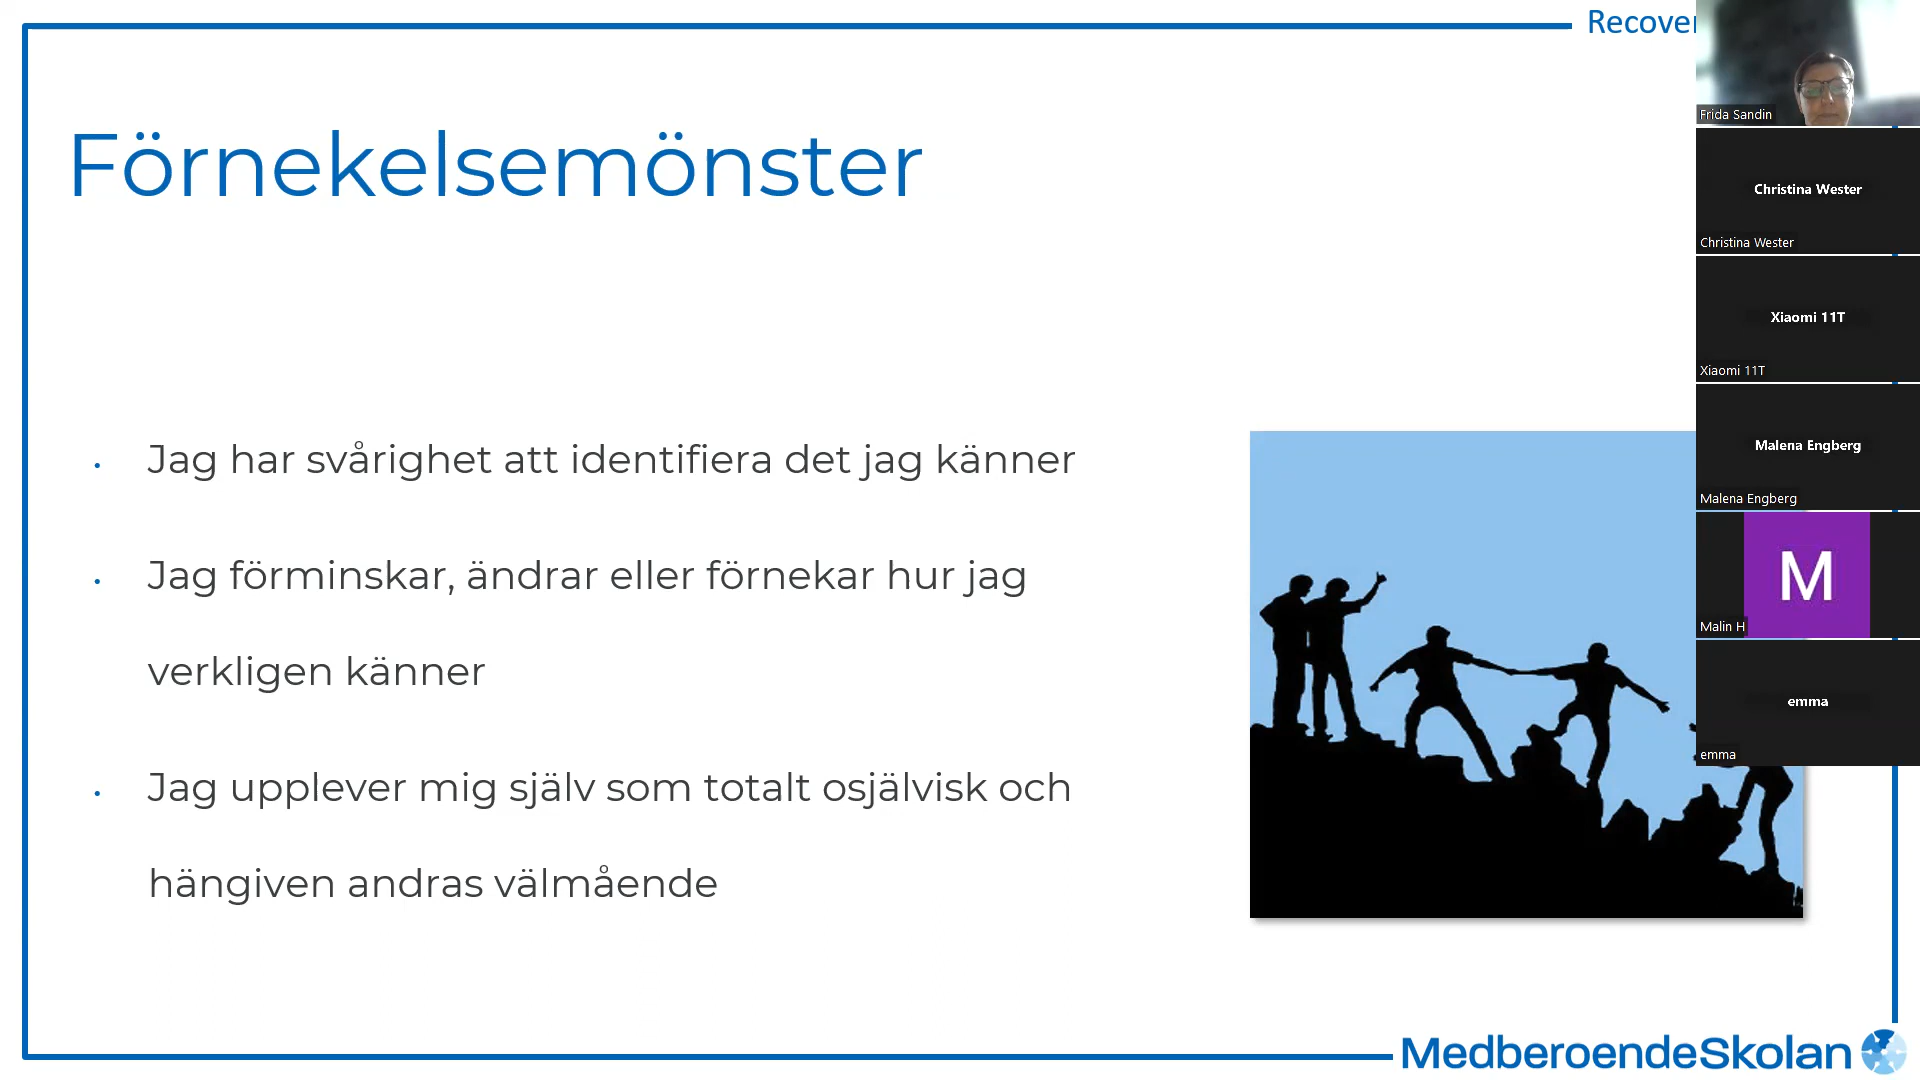 Recover
Förnekelsemönster
• Jag har svårighet att identifiera det jag känner
• Jag förminskar, ändrar eller förnekar hur jag
verkligen känner
• Jag upplever mig själv som totalt osjälvisk och
hängiven andras välmående
MedberoendeSkolan
Frida Sandin
Christina Wester
Christina Wester
Xiaomi 11T
Xiaomi 11T
Malena Engberg
Malena Engberg
M
Malin H
emma
emma